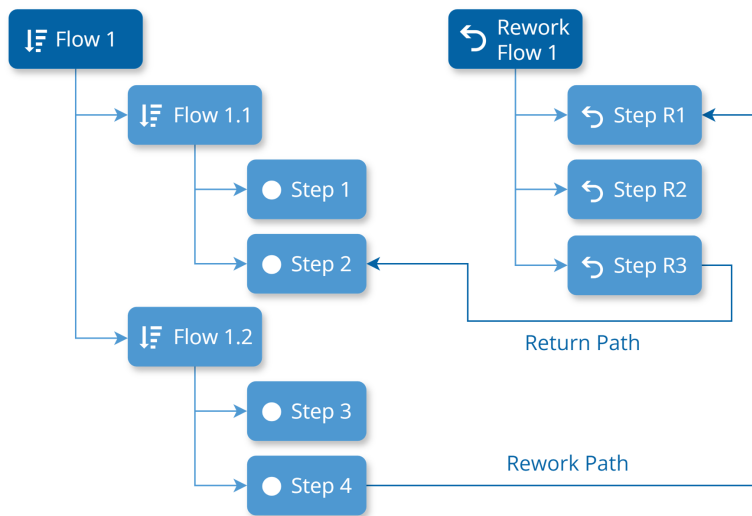 Flow 1
Flow 1.1
Step 1
Step 2
Flow 1.2
Step 3
Step 4
Rework
Flow 1
Step R1
Step R2
Step R3
Return Path
Rework Path